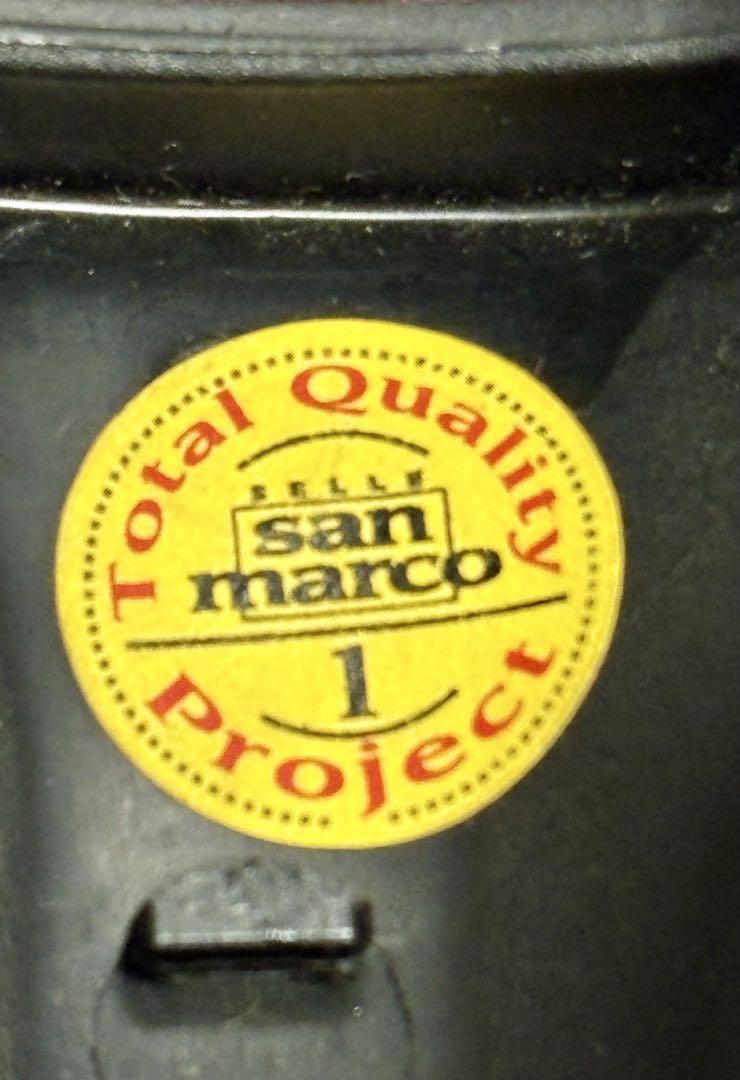 Total Quality
SELLE
san
marco
1
Project